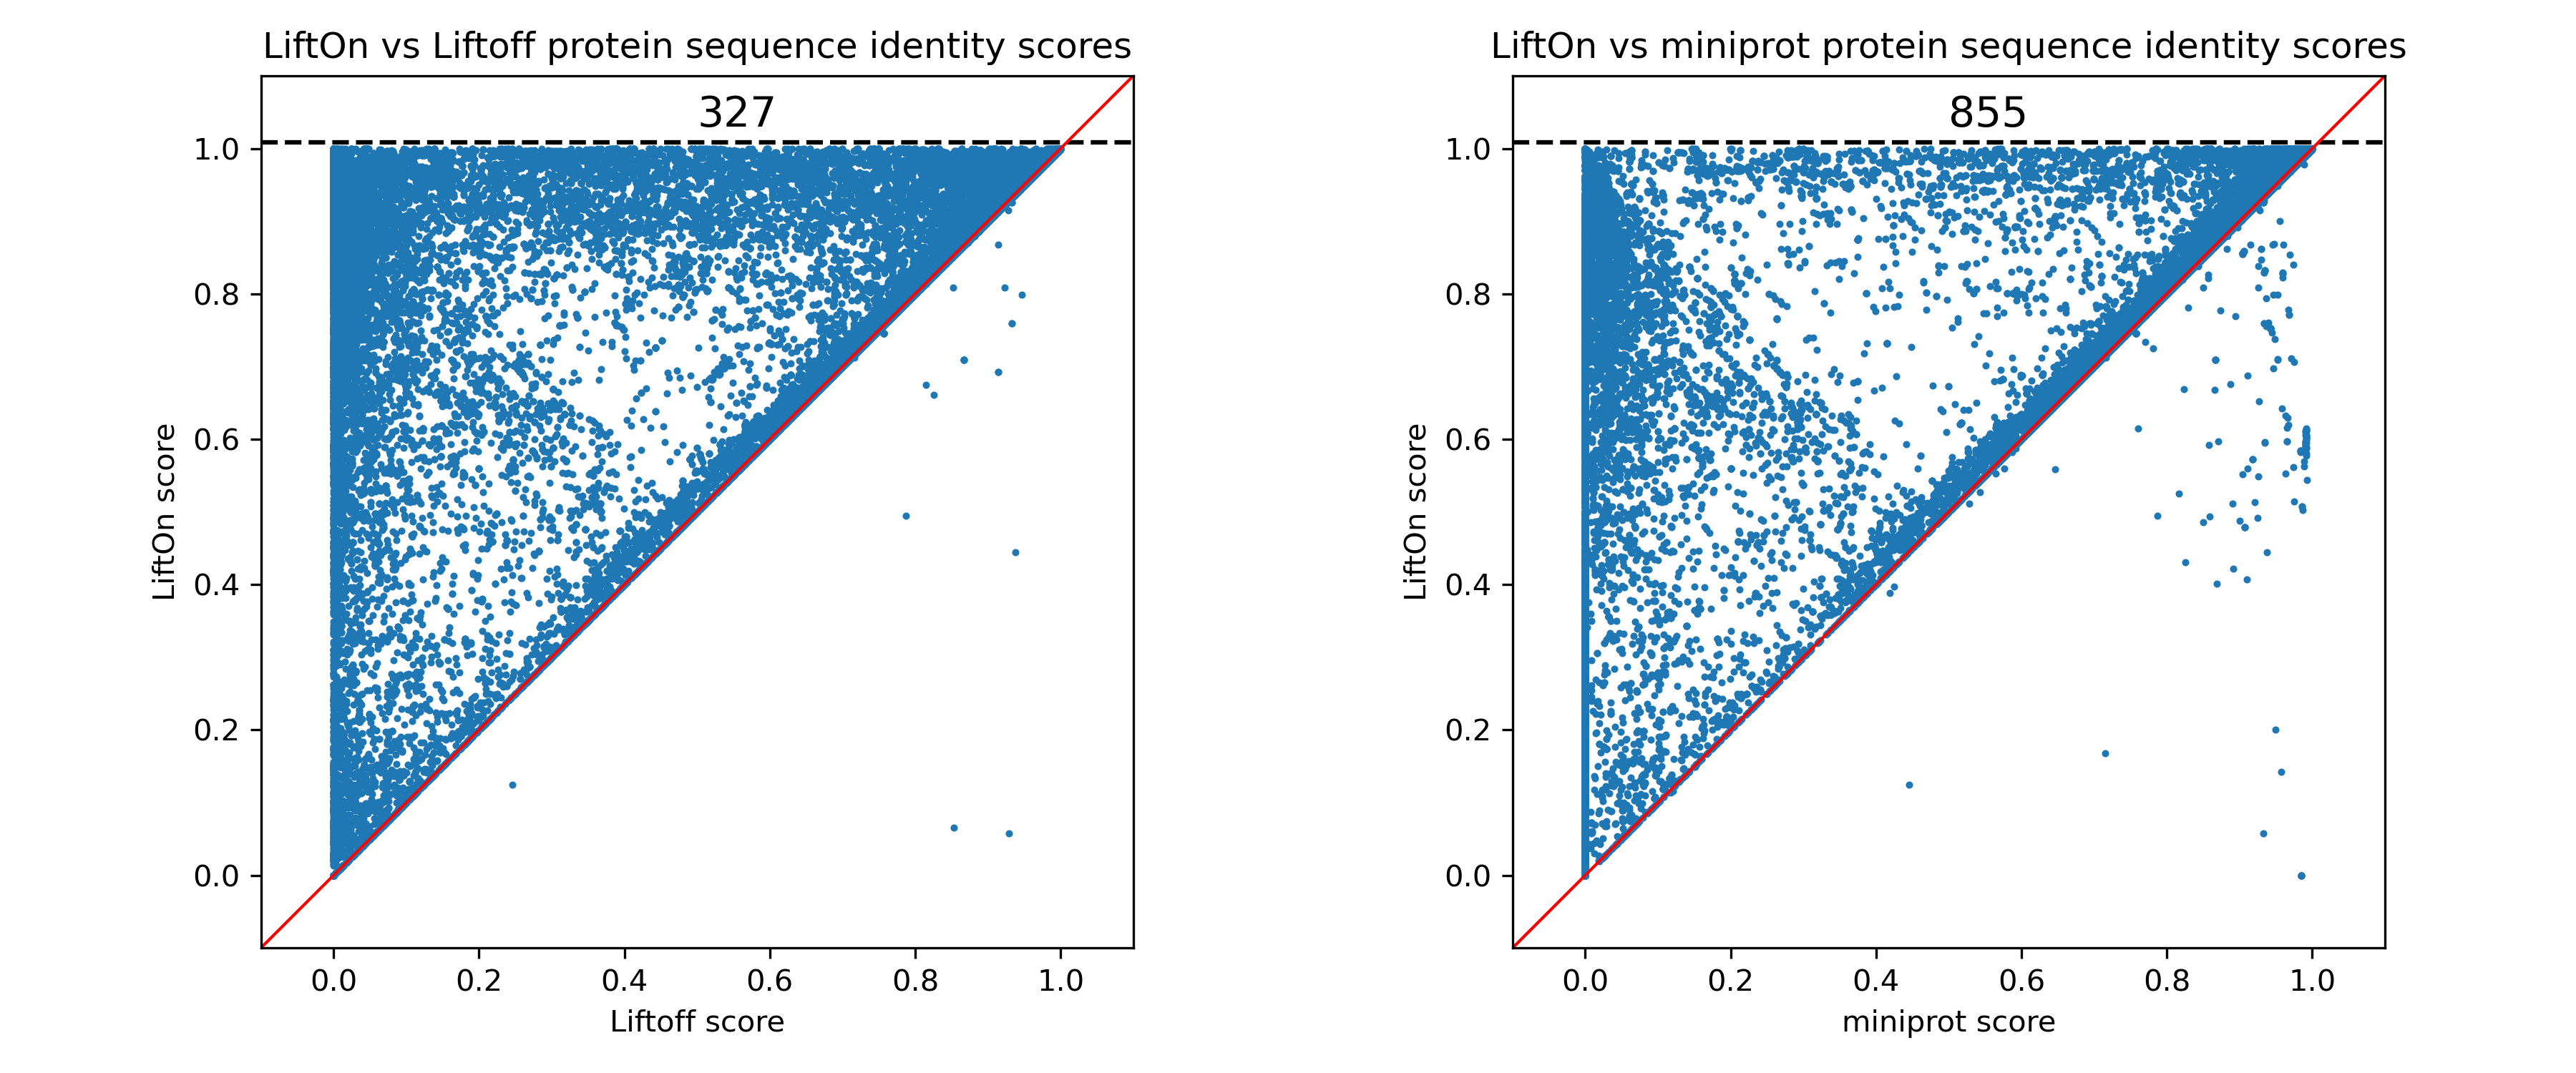 LiftOn vs Liftoff protein sequence identity scores
327
1.0
0.8
0.6
0.4
0.2
0.0
LiftOn score
0.0 0.2 0.4 0.6 0.8 1.0
Liftoff score
LiftOn vs miniprot protein sequence identity scores
855
1.0
0.8
0.6
0.4
0.2
0.0
LiftOn score
0.0 0.2 0.4 0.6 0.8 1.0
miniprot score